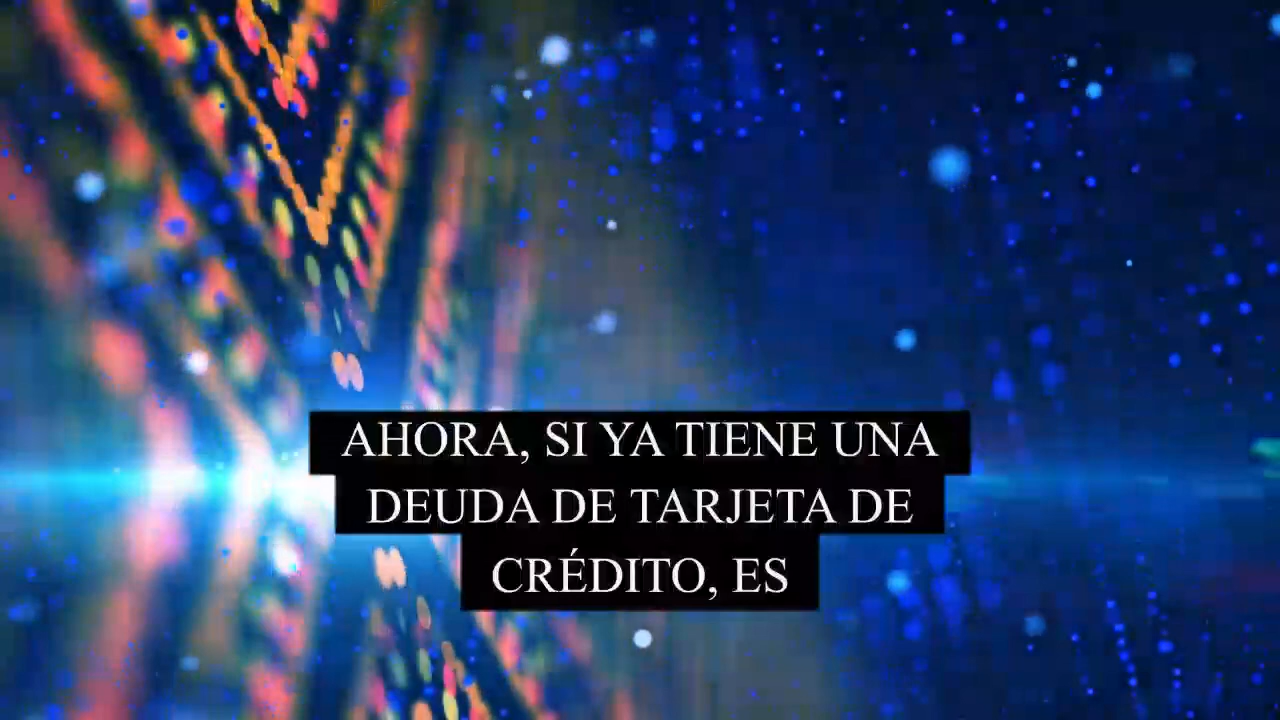 AHORA, SI YA TIENE UNA
DEUDA DE TARJETA DE
CRÉDITO, ES